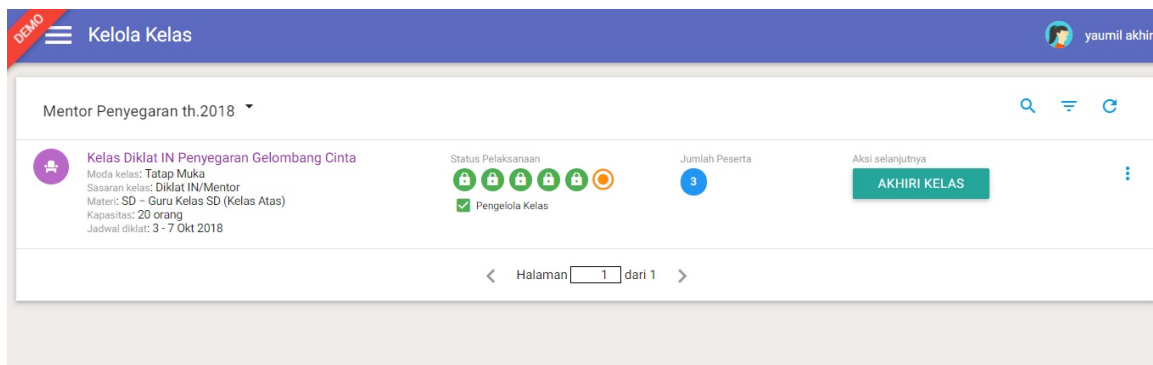 DEMO
Kelola Kelas
yaumil akhir
Mentor Penyegaran th.2018
Kelas Diklat IN Penyegaran Gelombang Cinta
Moda kelas: Tatap Muka
Sasaran kelas: Diklat IN/Mentor
Materi: SD – Guru Kelas SD (Kelas Atas)
Kapasitas: 20 orang
Jadwal diklat: 3 - 7 Okt 2018
Status Pelaksanaan
Pengelola Kelas
Jumlah Peserta
3
Aksi selanjutnya
AKHIRI KELAS
Halaman 1 dari 1